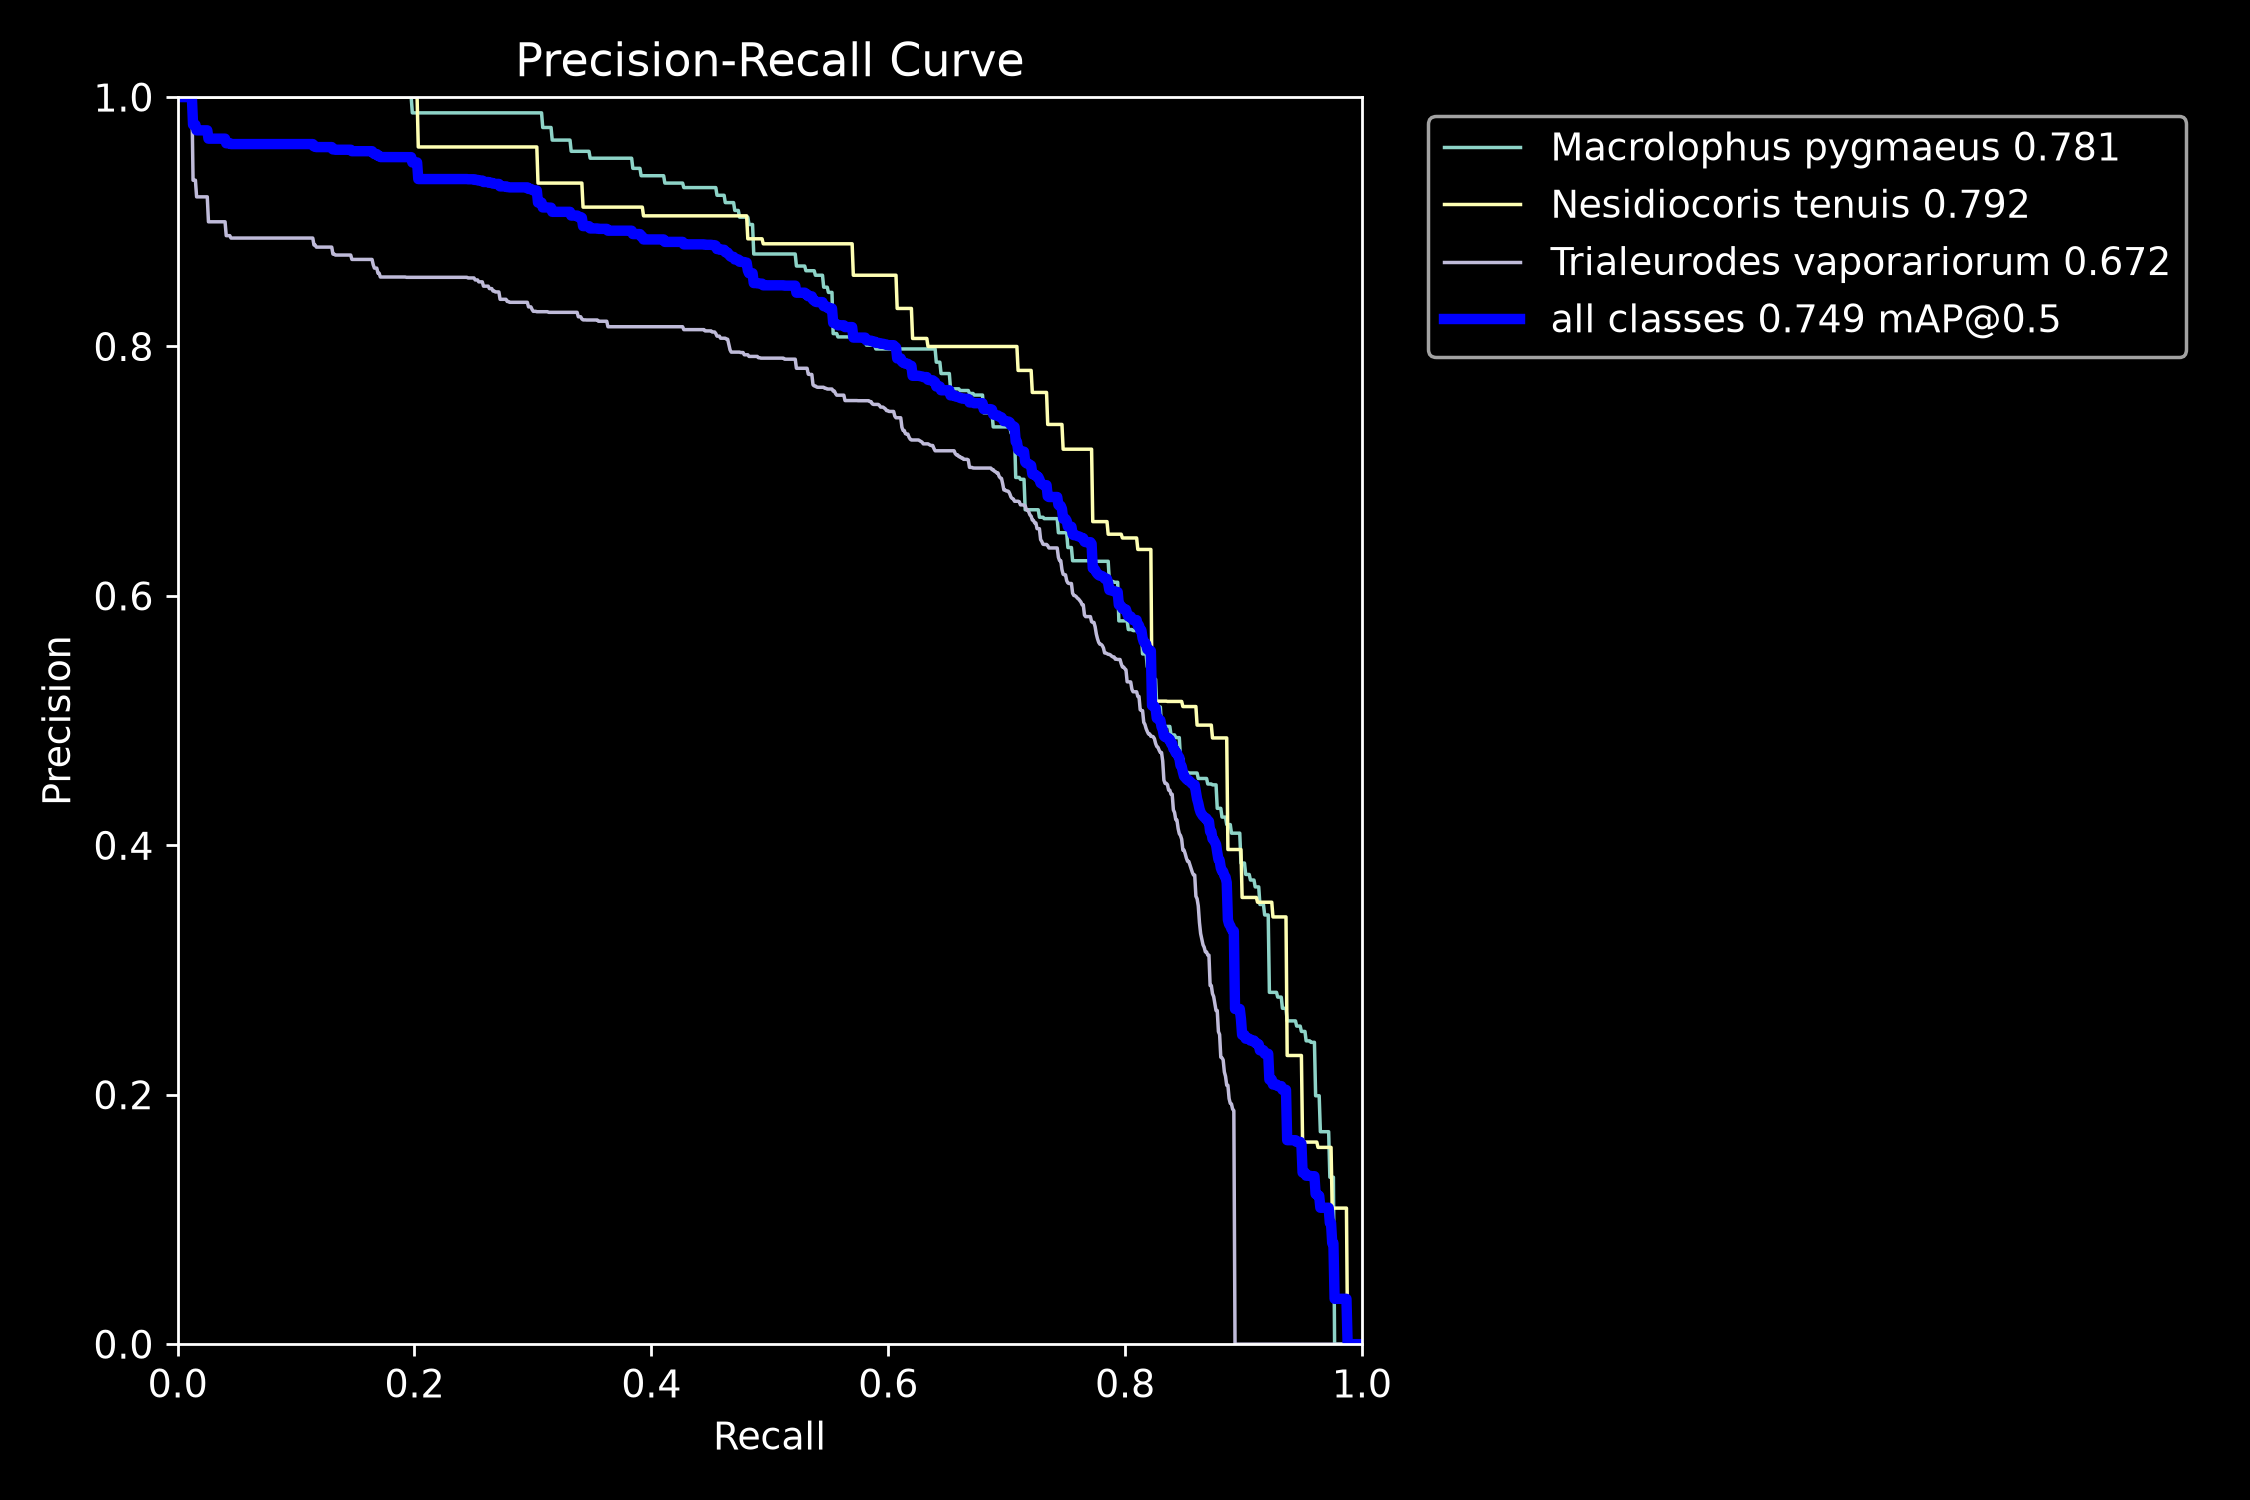 Precision-Recall Curve
Macrolophus pygmaeus 0.781
Nesidiocoris tenuis 0.792
Trialeurodes vaporariorum 0.672
all classes 0.749 mAP@0.5
Precision
1.0
0.8
0.6
0.4
0.2
0.0
0.0 0.2 0.4 0.6 0.8 1.0
Recall